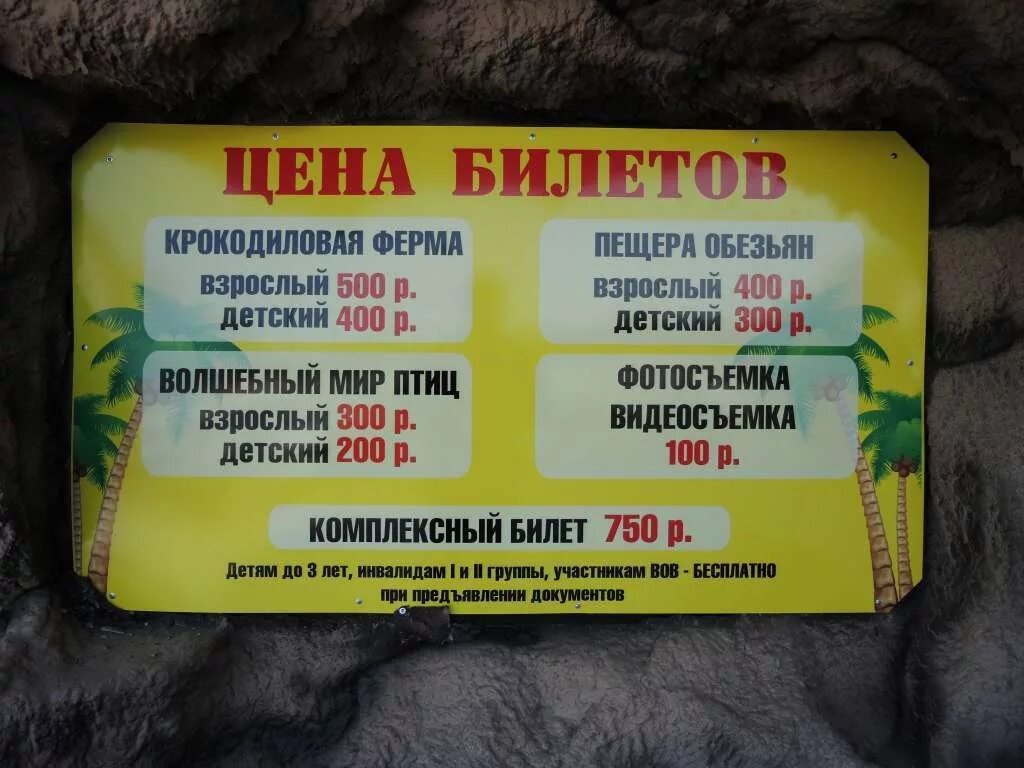 ЦЕНА БИЛЕТОВ
КРОКОДИЛОВАЯ ФЕРМА
взрослый 500 р.
детский 400 р.
ПЕЩЕРА ОБЕЗЬЯН
взрослый 400 р.
детский 300 р.
ВОЛШЕБНЫЙ МИР ПТИЦ
взрослый 300 р.
детский 200 р.
ФОТОСЪЕМКА
ВИДЕОСЪЕМКА
100 р.
КОМПЛЕКСНЫЙ БИЛЕТ 750 р.
Детям до 3 лет, инвалидам I и II группы, участникам ВОВ - БЕСПЛАТНО
при предъявлении документов